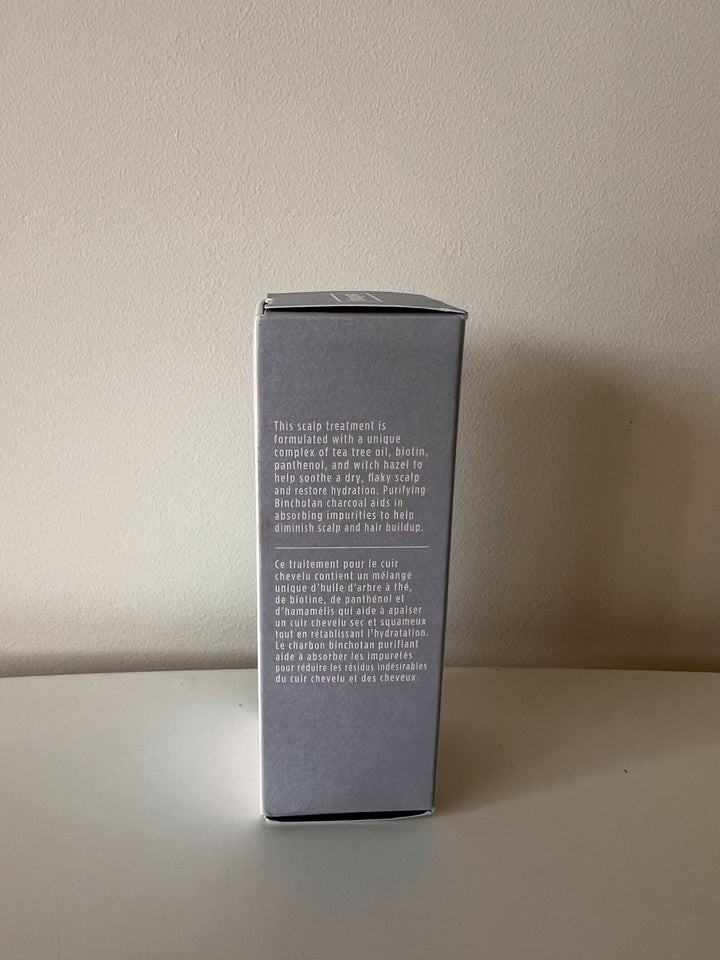 This scalp treatment is
formulated with a unique
complex of tea tree oil, biotin,
panthenol, and witch hazel to
help soothe a dry, flaky scalp
and restore hydration. Purifying
Binchotan charcoal aids in
absorbing impurities to help
diminish scalp and hair buildup.
Ce traitement pour le cuir
chevelu contient un mélange
unique d'huile d'arbre à thé,
de biotine, de panthénol et
d'hamamélis qui aide à apaiser
un cuir chevelu sec et squameux
tout en rétablissant l'hydratation.
Le charbon binchotan purifiant
aide à absorber les impuretés
pour réduire les résidus indésirables
du cuir chevelu et des cheveux.